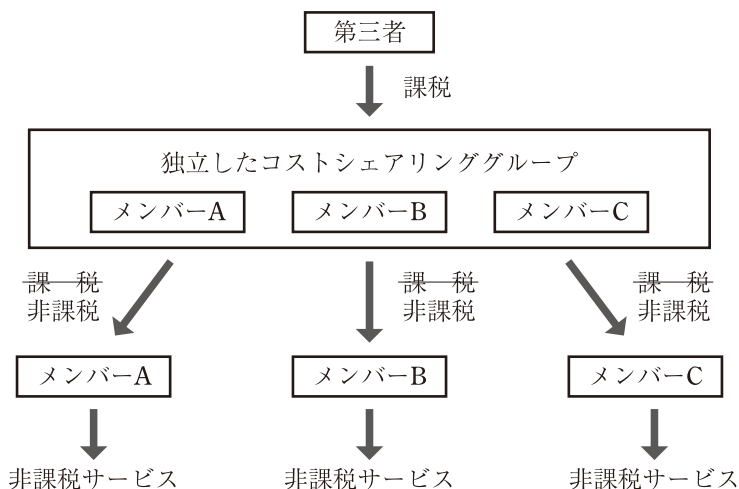 第三者
課税
独立したコストシェアリンググループ
メンバーA
メンバーB
メンバーC
課 税
非課税
課 税
非課税
課 税
非課税
メンバーA
メンバーB
メンバーC
非課税サービス
非課税サービス
非課税サービス